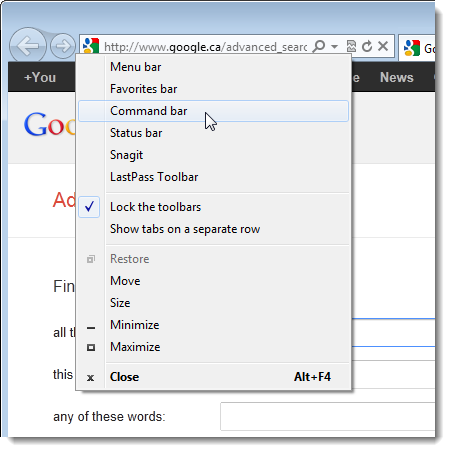 http://www.google.ca/advanced_searc
Go
+You
News
Menu bar
Favorites bar
Command bar
Status bar
Snagit
LastPass Toolbar
Lock the toolbars
Show tabs on a separate row
Restore
Move
Size
Minimize
Maximize
Close Alt+F4
Goo
Ad
Fin
all th
this
any of these words: